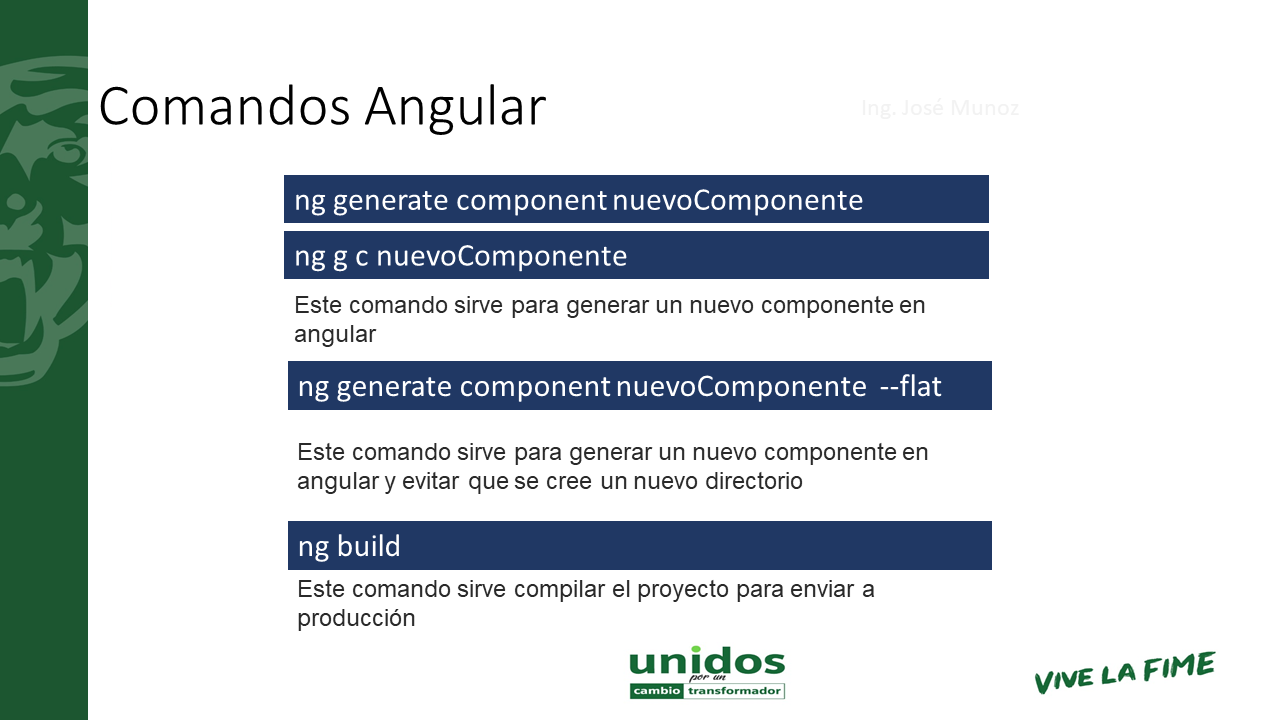 Comandos Angular
Ing. José Munoz
ng generate component nuevoComponente
ng g c nuevoComponente
Este comando sirve para generar un nuevo componente en
angular
ng generate component nuevoComponente --flat
Este comando sirve para generar un nuevo componente en
angular y evitar que se cree un nuevo directorio
ng build
Este comando sirve compilar el proyecto para enviar a
producción
unidos
por un
cambio transformador
VIVE LA FIME